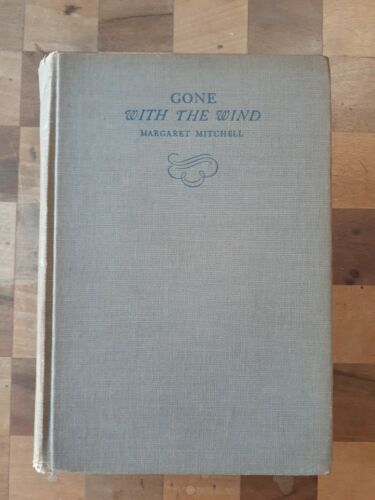 GONE
WITH THE WIND
MARGARET MITCHELL